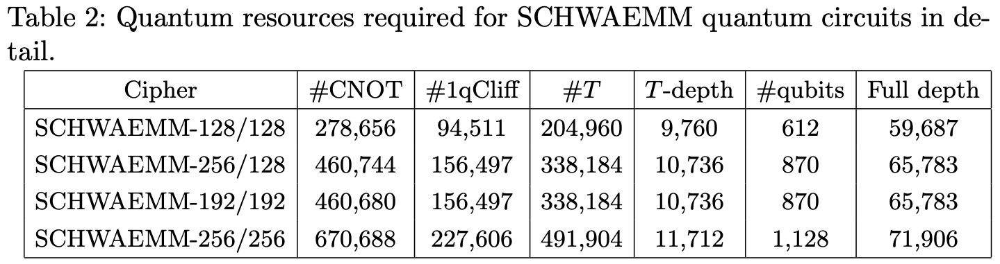 Table 2: Quantum resources required for SCHWAEMM quantum circuits in de-
tail.
Cipher #CNOT #1qCliff #T T-depth #qubits Full depth
SCHWAEMM-128/128 278,656 94,511 204,960 9,760 612 59,687
SCHWAEMM-256/128 460,744 156,497 338,184 10,736 870 65,783
SCHWAEMM-192/192 460,680 156,497 338,184 10,736 870 65,783
SCHWAEMM-256/256 670,688 227,606 491,904 11,712 1,128 71,906